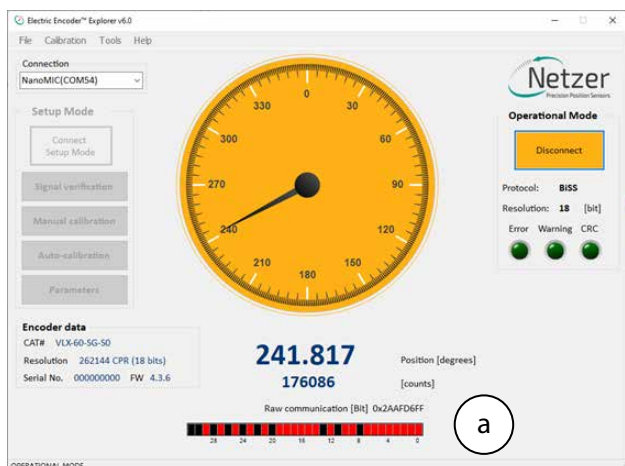 Electric Encoder™ Explorer v6.0
File Calibration Tools Help
Connection
NanoMIC(COM54)
Setup Mode
Connect
Setup Mode
Signal verification
Manual calibration
Auto-calibration
Parameters
0
30
60
90
120
150
180
210
240
270
300
330
Netzer
Precision Position Sensors
Operational Mode
Disconnect
Protocol: BiSS
Resolution: 18 [bit]
Error Warning CRC
Encoder data
CAT# VLX-60-SG-S0
Resolution 262144 CPR (18 bits)
Serial No. 000000000 FW 4.3.6
241.817 Position [degrees]
176086 [counts]
Raw communication [Bit] 0x2AAFD6FF
28 24 20 16 12 8 4 0
a
OPERATIONAL MODE